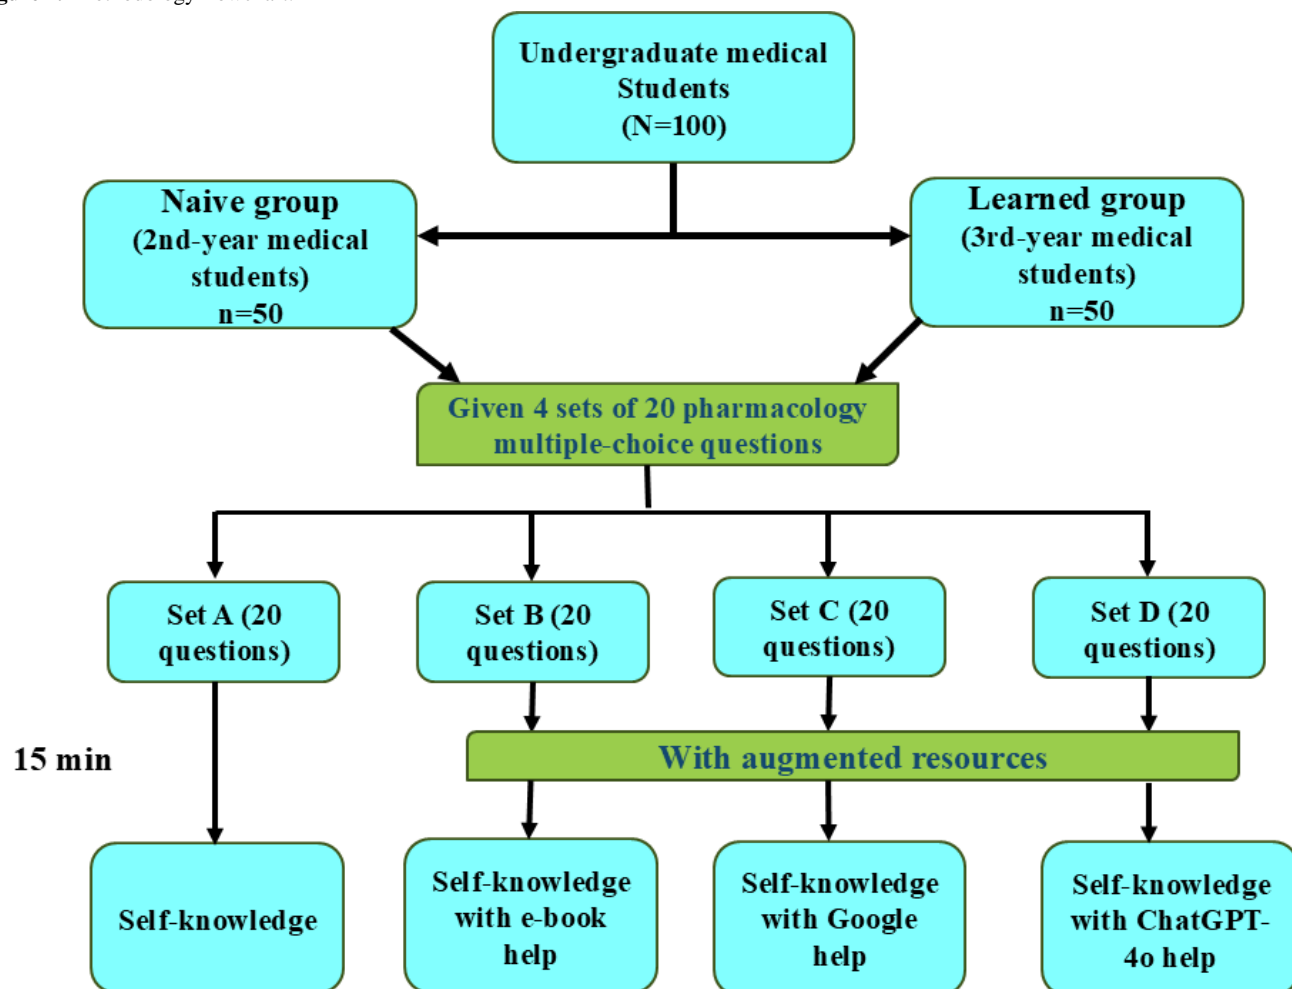 Undergraduate medical
Students
(N=100)
Naive group
(2nd-year medical
students)
n=50
Learned group
(3rd-year medical
students)
n=50
Given 4 sets of 20 pharmacology
multiple-choice questions
Set A (20
questions)
Set B (20
questions)
Set C (20
questions)
Set D (20
questions)
15 min
With augmented resources
Self-knowledge
Self-knowledge
with e-book
help
Self-knowledge
with Google
help
Self-knowledge
with ChatGPT-
4o help